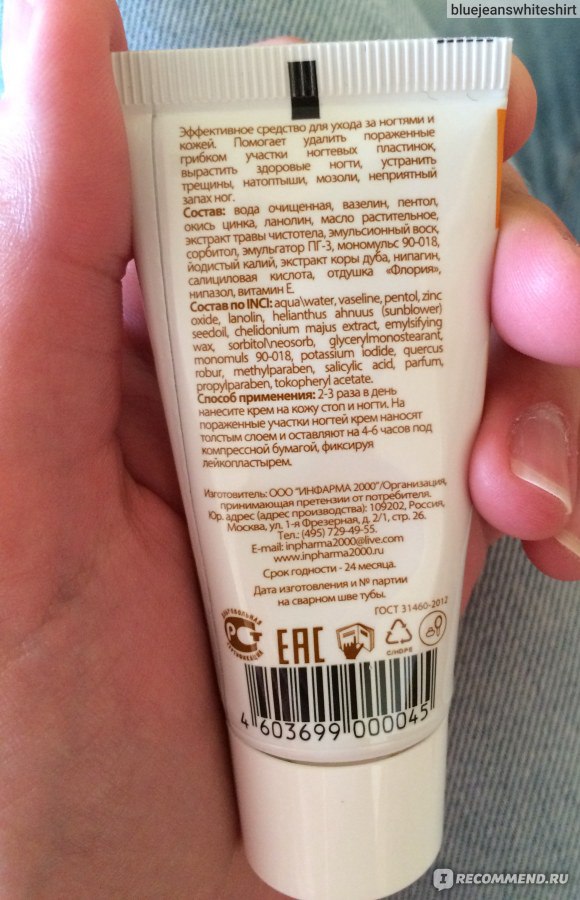 bluejeanswhiteshirt
Эффективное средство для ухода за ногтями и
кожей. Помогает удалить пораженные
грибком участки ногтевых пластинок,
вырастить здоровые ногти, устранить
трещины, натоптыши, мозоли, неприятный
запах ног.
Состав: вода очищенная, вазелин, пентол,
окись цинка, ланолин, масло растительное,
экстракт травы чистотела, эмульсионный воск,
сорбитол, эмульгатор ПГ-3, мономульс 90-018,
йодистый калий, экстракт коры дуба, нипагин,
салициловая кислота, отдушка «Флория»,
нипазол, витамин Е.
Состав по INCI: aqua\water, vaseline, pentol, zinc
oxide, lanolin, helianthus ahnuus (sunflower)
seedoil, chelidonium majus extract, emylsifying
wax, sorbitol\neosorb, glycerylmonostearant,
monomuls 90-018, potassium iodide, quercus
robur, methylparaben, salicylic acid, parfum,
propylparaben, tokopheryl acetate.
Способ применения: 2-3 раза в день
нанесите крем на кожу стоп и ногти. На
пораженные участки ногтей крем наносят
толстым слоем и оставляют на 4-6 часов под
компрессной бумагой, фиксируя
лейкопластырем.
Изготовитель: ООО "ИНФАРМА 2000"/Организация,
принимающая претензии от потребителя.
Юр. адрес (адрес производства): 109202, Россия,
Москва, ул. 1-я Фрезерная, д. 2/1, стр. 26.
Тел.: (495) 729-49-55.
E-mail: inpharma2000@live.com
www.inpharma2000.ru
Срок годности - 24 месяца.
Дата изготовления и № партии
на сварном шве тубы.
ГОСТ 31460-2012
ДОБРОВОЛЬНАЯ
РСТ
СЕРТИФИКАЦИЯ
ЕАС
C/HDPE
4 603699 000045
I RECOMMEND.RU